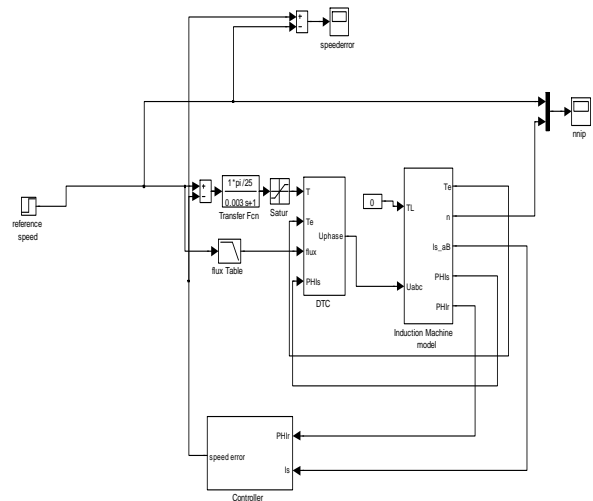 +
−
speederror
nnip
reference
speed
+
−
1*pi/25
0.003 s+1
Transfer Fcn
Satur
flux Table
T
Te
flux
PHIs
Uphase
DTC
0
TL
Uabc
Te
n
Is_aB
PHIs
PHIr
Induction Machine
model
speed error
PHIr
Is
Controller